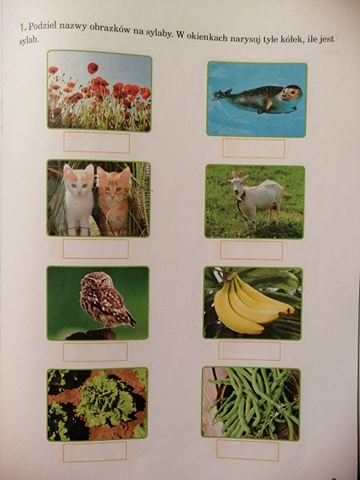 1. Podziel nazwy obrazków na sylaby. W okienkach narysuj tyle kółek, ile jest
sylab.